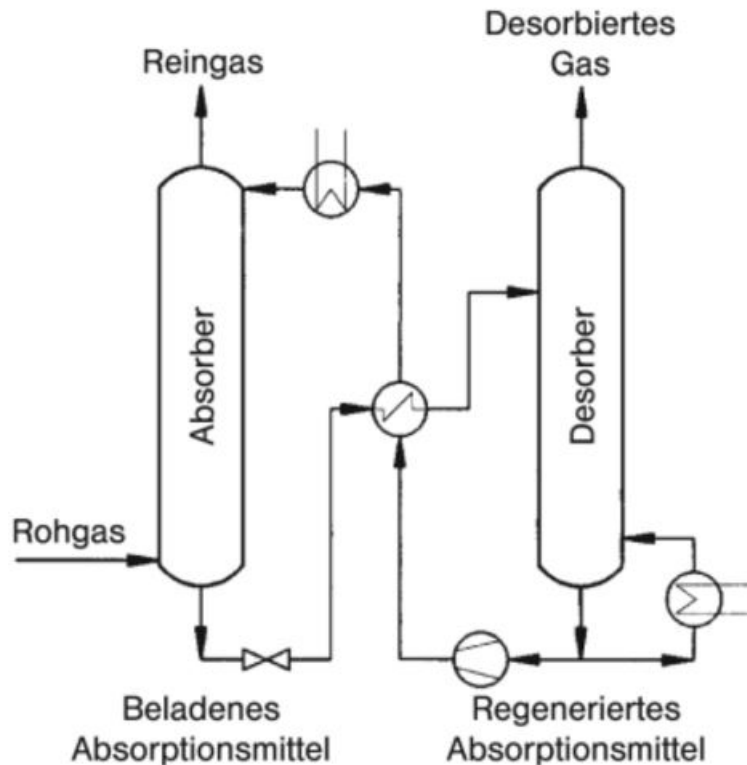 Reingas
Desorbiertes
Gas
Absorber
Desorber
Rohgas
Beladenes
Absorptionsmittel
Regeneriertes
Absorptionsmittel